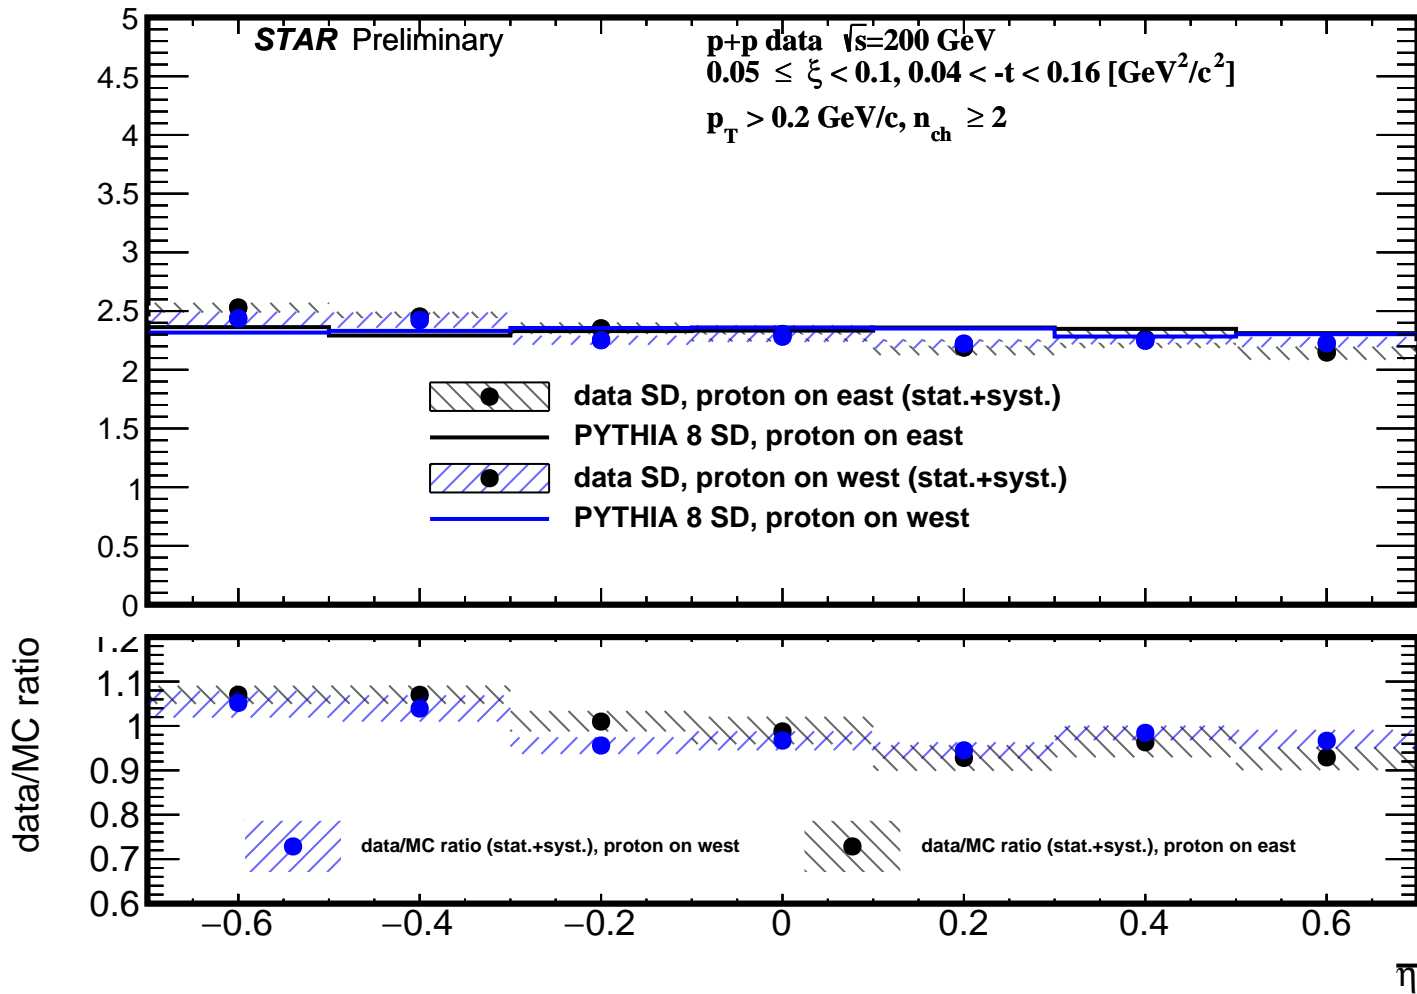 STAR Preliminary
p+p data √s=200 GeV
0.05 ≤ ξ < 0.1, 0.04 < -t < 0.16 [GeV²/c²]
p_T > 0.2 GeV/c, n_ch ≥ 2
5
4.5
4
3.5
3
2.5
2
1.5
1
0.5
0
data SD, proton on east (stat.+syst.)
PYTHIA 8 SD, proton on east
data SD, proton on west (stat.+syst.)
PYTHIA 8 SD, proton on west
data/MC ratio
1.2
1.1
1
0.9
0.8
0.7
0.6
data/MC ratio (stat.+syst.), proton on west
data/MC ratio (stat.+syst.), proton on east
−0.6 −0.4 −0.2 0 0.2 0.4 0.6
η̅